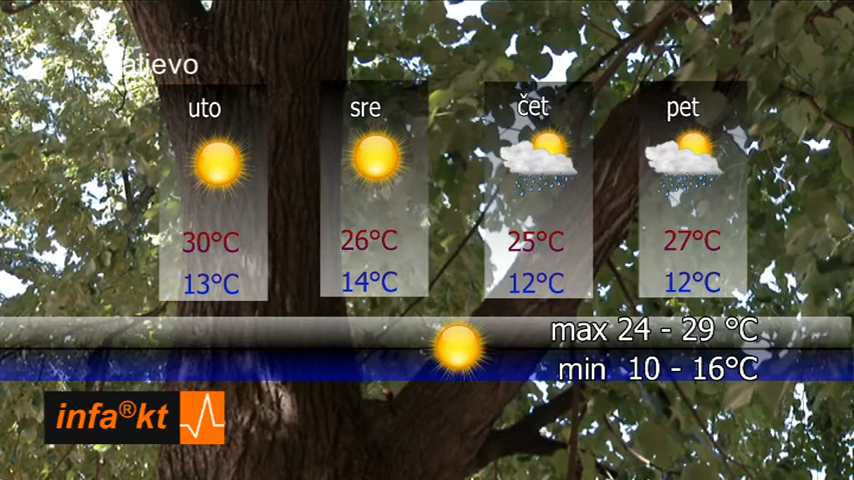 uto
sre
čet
pet
30°C
26°C
25°C
27°C
13°C
14°C
12°C
12°C
max 24 - 29 °C
min 10 - 16°C
infa®kt